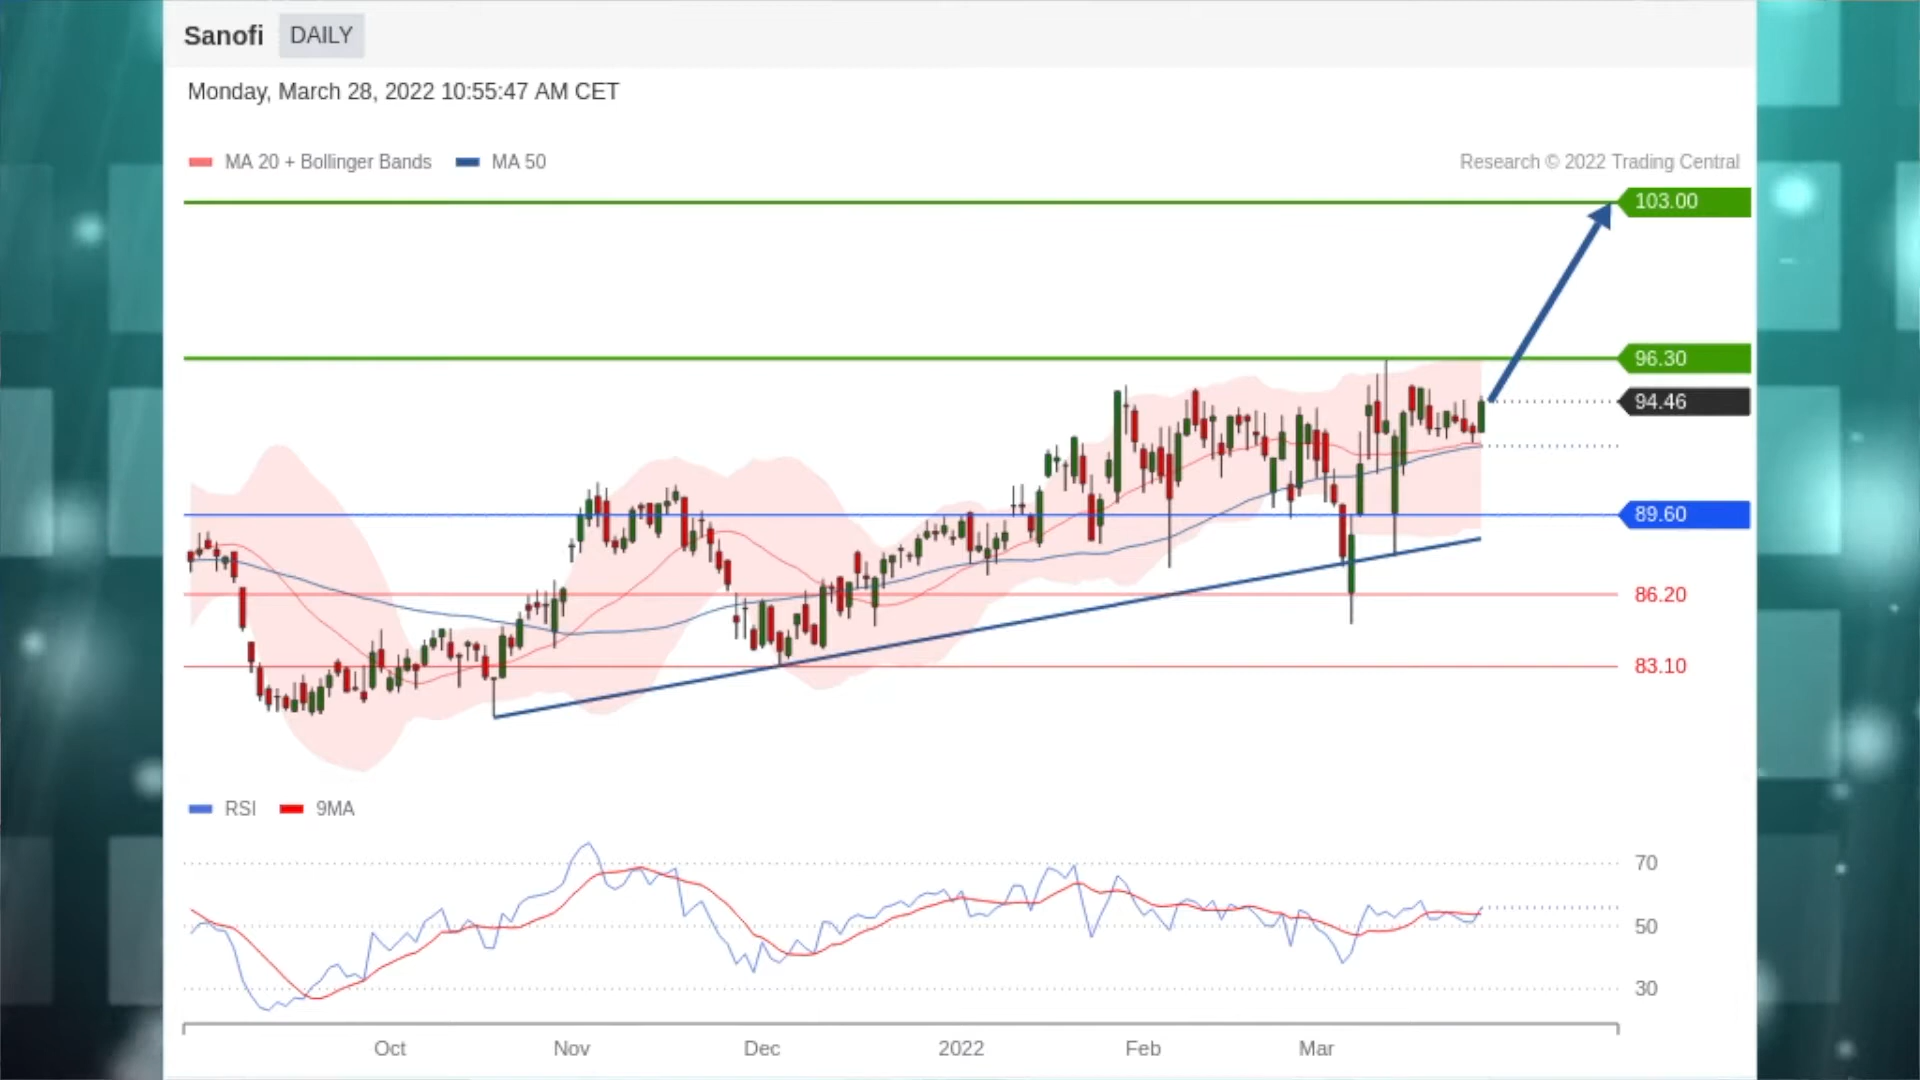 Sanofi DAILY
Monday, March 28, 2022 10:55:47 AM CET
MA 20 + Bollinger Bands MA 50
Research © 2022 Trading Central
103.00
96.30
94.46
89.60
86.20
83.10
RSI 9MA
70
50
30
Oct Nov Dec 2022 Feb Mar